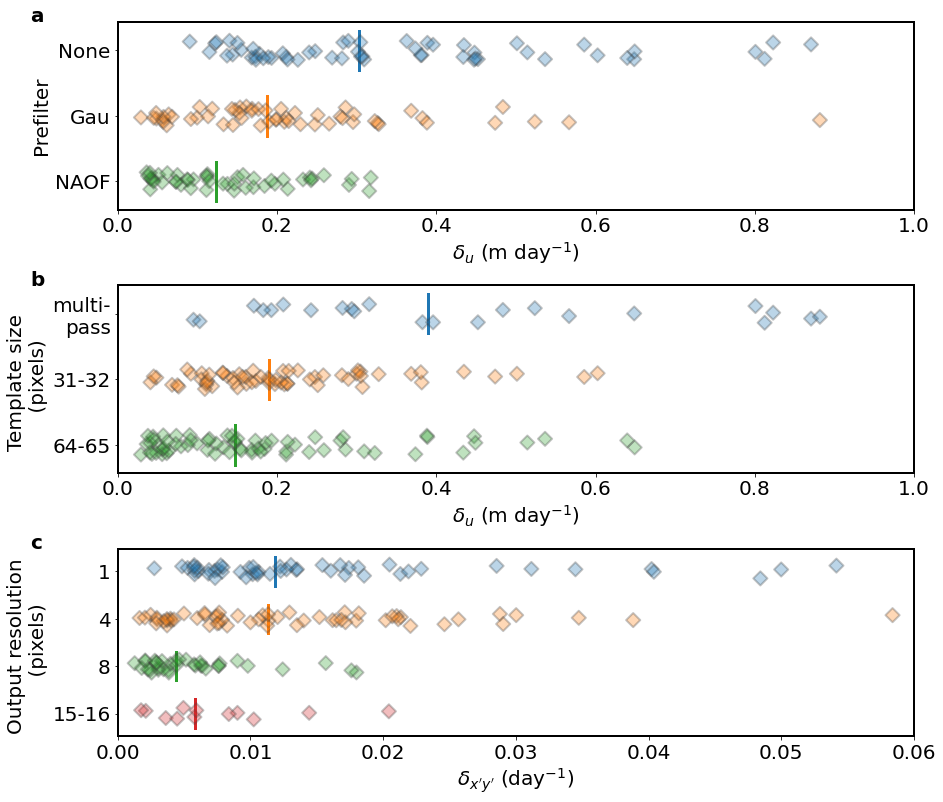 a
Prefilter
None
Gau
NAOF
0.0 0.2 0.4 0.6 0.8 1.0
δu (m day−1)
b
Template size
(pixels)
multi-
pass
31-32
64-65
0.0 0.2 0.4 0.6 0.8 1.0
δu (m day−1)
c
Output resolution
(pixels)
1
4
8
15-16
0.00 0.01 0.02 0.03 0.04 0.05 0.06
δx′y′ (day−1)